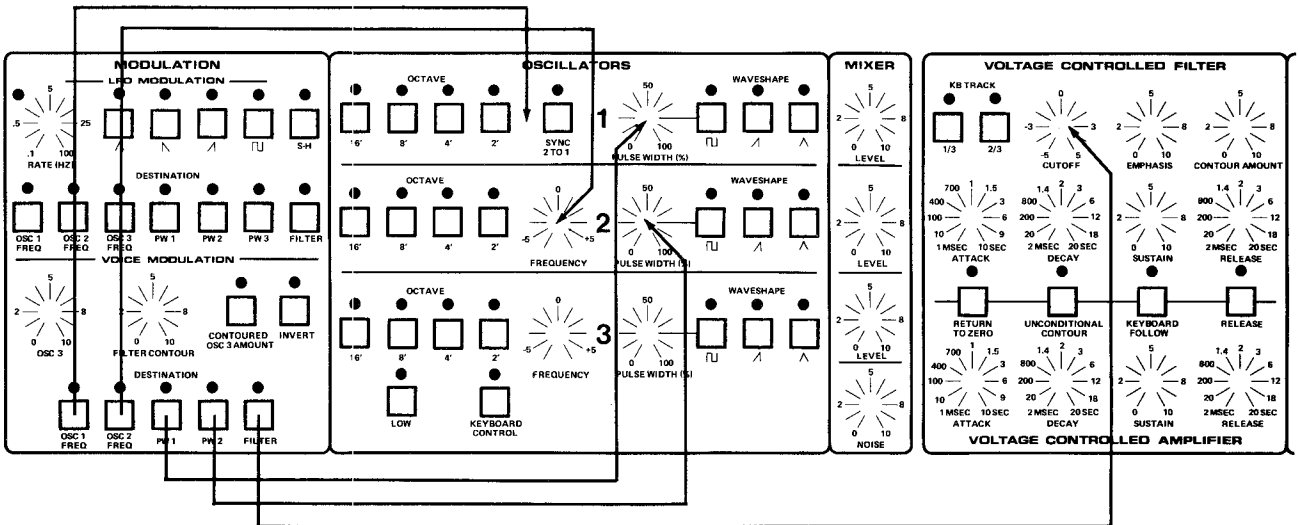 MODULATION
LFO MODULATION
5
.5 25
.1 100
RATE (HZ)
S-H
DESTINATION
OSC 1 FREQ OSC 2 FREQ OSC 3 FREQ PW 1 PW 2 PW 3 FILTER
VOICE MODULATION
5 5
2 8 2 8
0 10 0 10
OSC 3 FILTER CONTOUR
CONTOURED OSC 3 AMOUNT INVERT
DESTINATION
OSC 1 FREQ OSC 2 FREQ PW 1 PW 2 FILTER
OSCILLATORS
OCTAVE
16' 8' 4' 2'
SYNC 2 TO 1
1
50
0 100
PULSE WIDTH (%)
WAVESHAPE
OCTAVE
16' 8' 4' 2'
0
-5 +5
FREQUENCY
2
50
0 100
PULSE WIDTH (%)
WAVESHAPE
OCTAVE
16' 8' 4' 2'
0
-5 +5
FREQUENCY
3
50
0 100
PULSE WIDTH (%)
WAVESHAPE
LOW
KEYBOARD CONTROL
MIXER
5
2 8
0 10
LEVEL
5
2 8
0 10
LEVEL
5
2 8
0 10
LEVEL
5
2 8
0 10
NOISE
VOLTAGE CONTROLLED FILTER
KB TRACK
1/3 2/3
0
-3 3
-5 5
CUTOFF
5
2 8
0 10
EMPHASIS
5
2 8
0 10
CONTOUR AMOUNT
700 1 1.5
400 3
100 6
10 9
1 MSEC 10 SEC
ATTACK
1.4 2 3
800 6
200 12
20 18
2 MSEC 20 SEC
DECAY
5
2 8
0 10
SUSTAIN
1.4 2 3
800 6
200 12
20 18
2 MSEC 20 SEC
RELEASE
RETURN TO ZERO
UNCONDITIONAL CONTOUR
KEYBOARD FOLLOW
RELEASE
700 1 1.5
400 3
100 6
10 9
1 MSEC 10 SEC
ATTACK
1.4 2 3
800 6
200 12
20 18
2 MSEC 20 SEC
DECAY
5
2 8
0 10
SUSTAIN
1.4 2 3
800 6
200 12
20 18
2 MSEC 20 SEC
RELEASE
VOLTAGE CONTROLLED AMPLIFIER